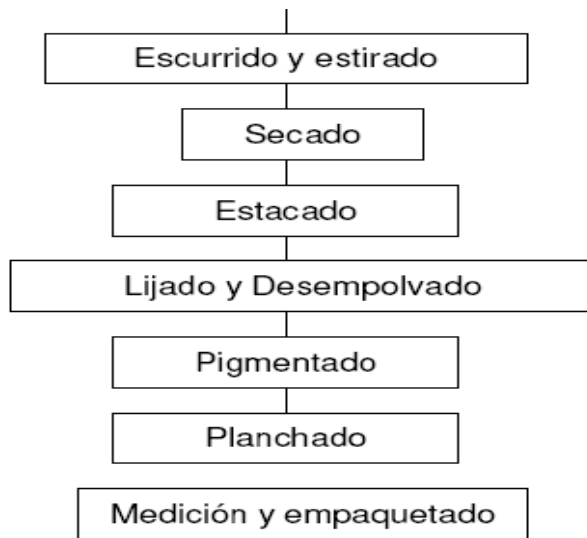 Escurrido y estirado
Secado
Estacado
Lijado y Desempolvado
Pigmentado
Planchado
Medición y empaquetado